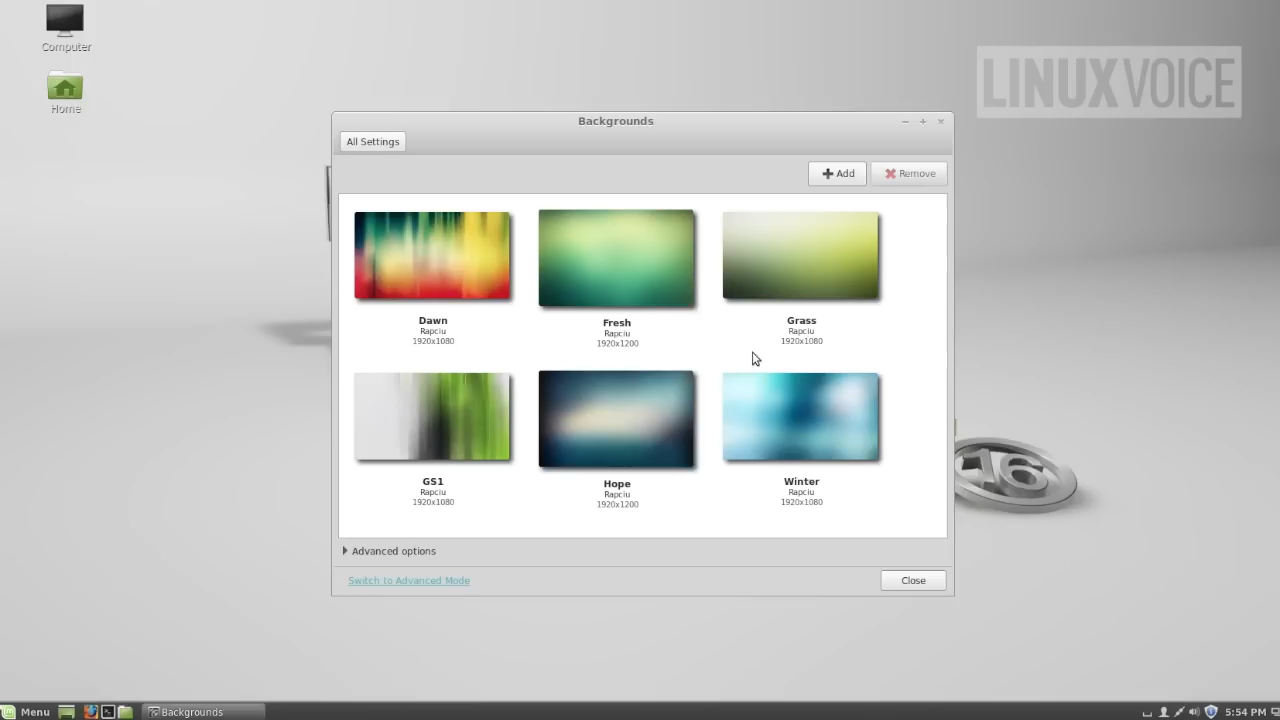 Computer
Home
LINUXVOICE
Backgrounds
All Settings
Add
Remove
Dawn
Rapciu
1920x1080
Fresh
Rapciu
1920x1200
Grass
Rapciu
1920x1080
GS1
Rapciu
1920x1080
Hope
Rapciu
1920x1200
Winter
Rapciu
1920x1080
16
Advanced options
Switch to Advanced Mode
Close
Menu
Backgrounds
5:54 PM